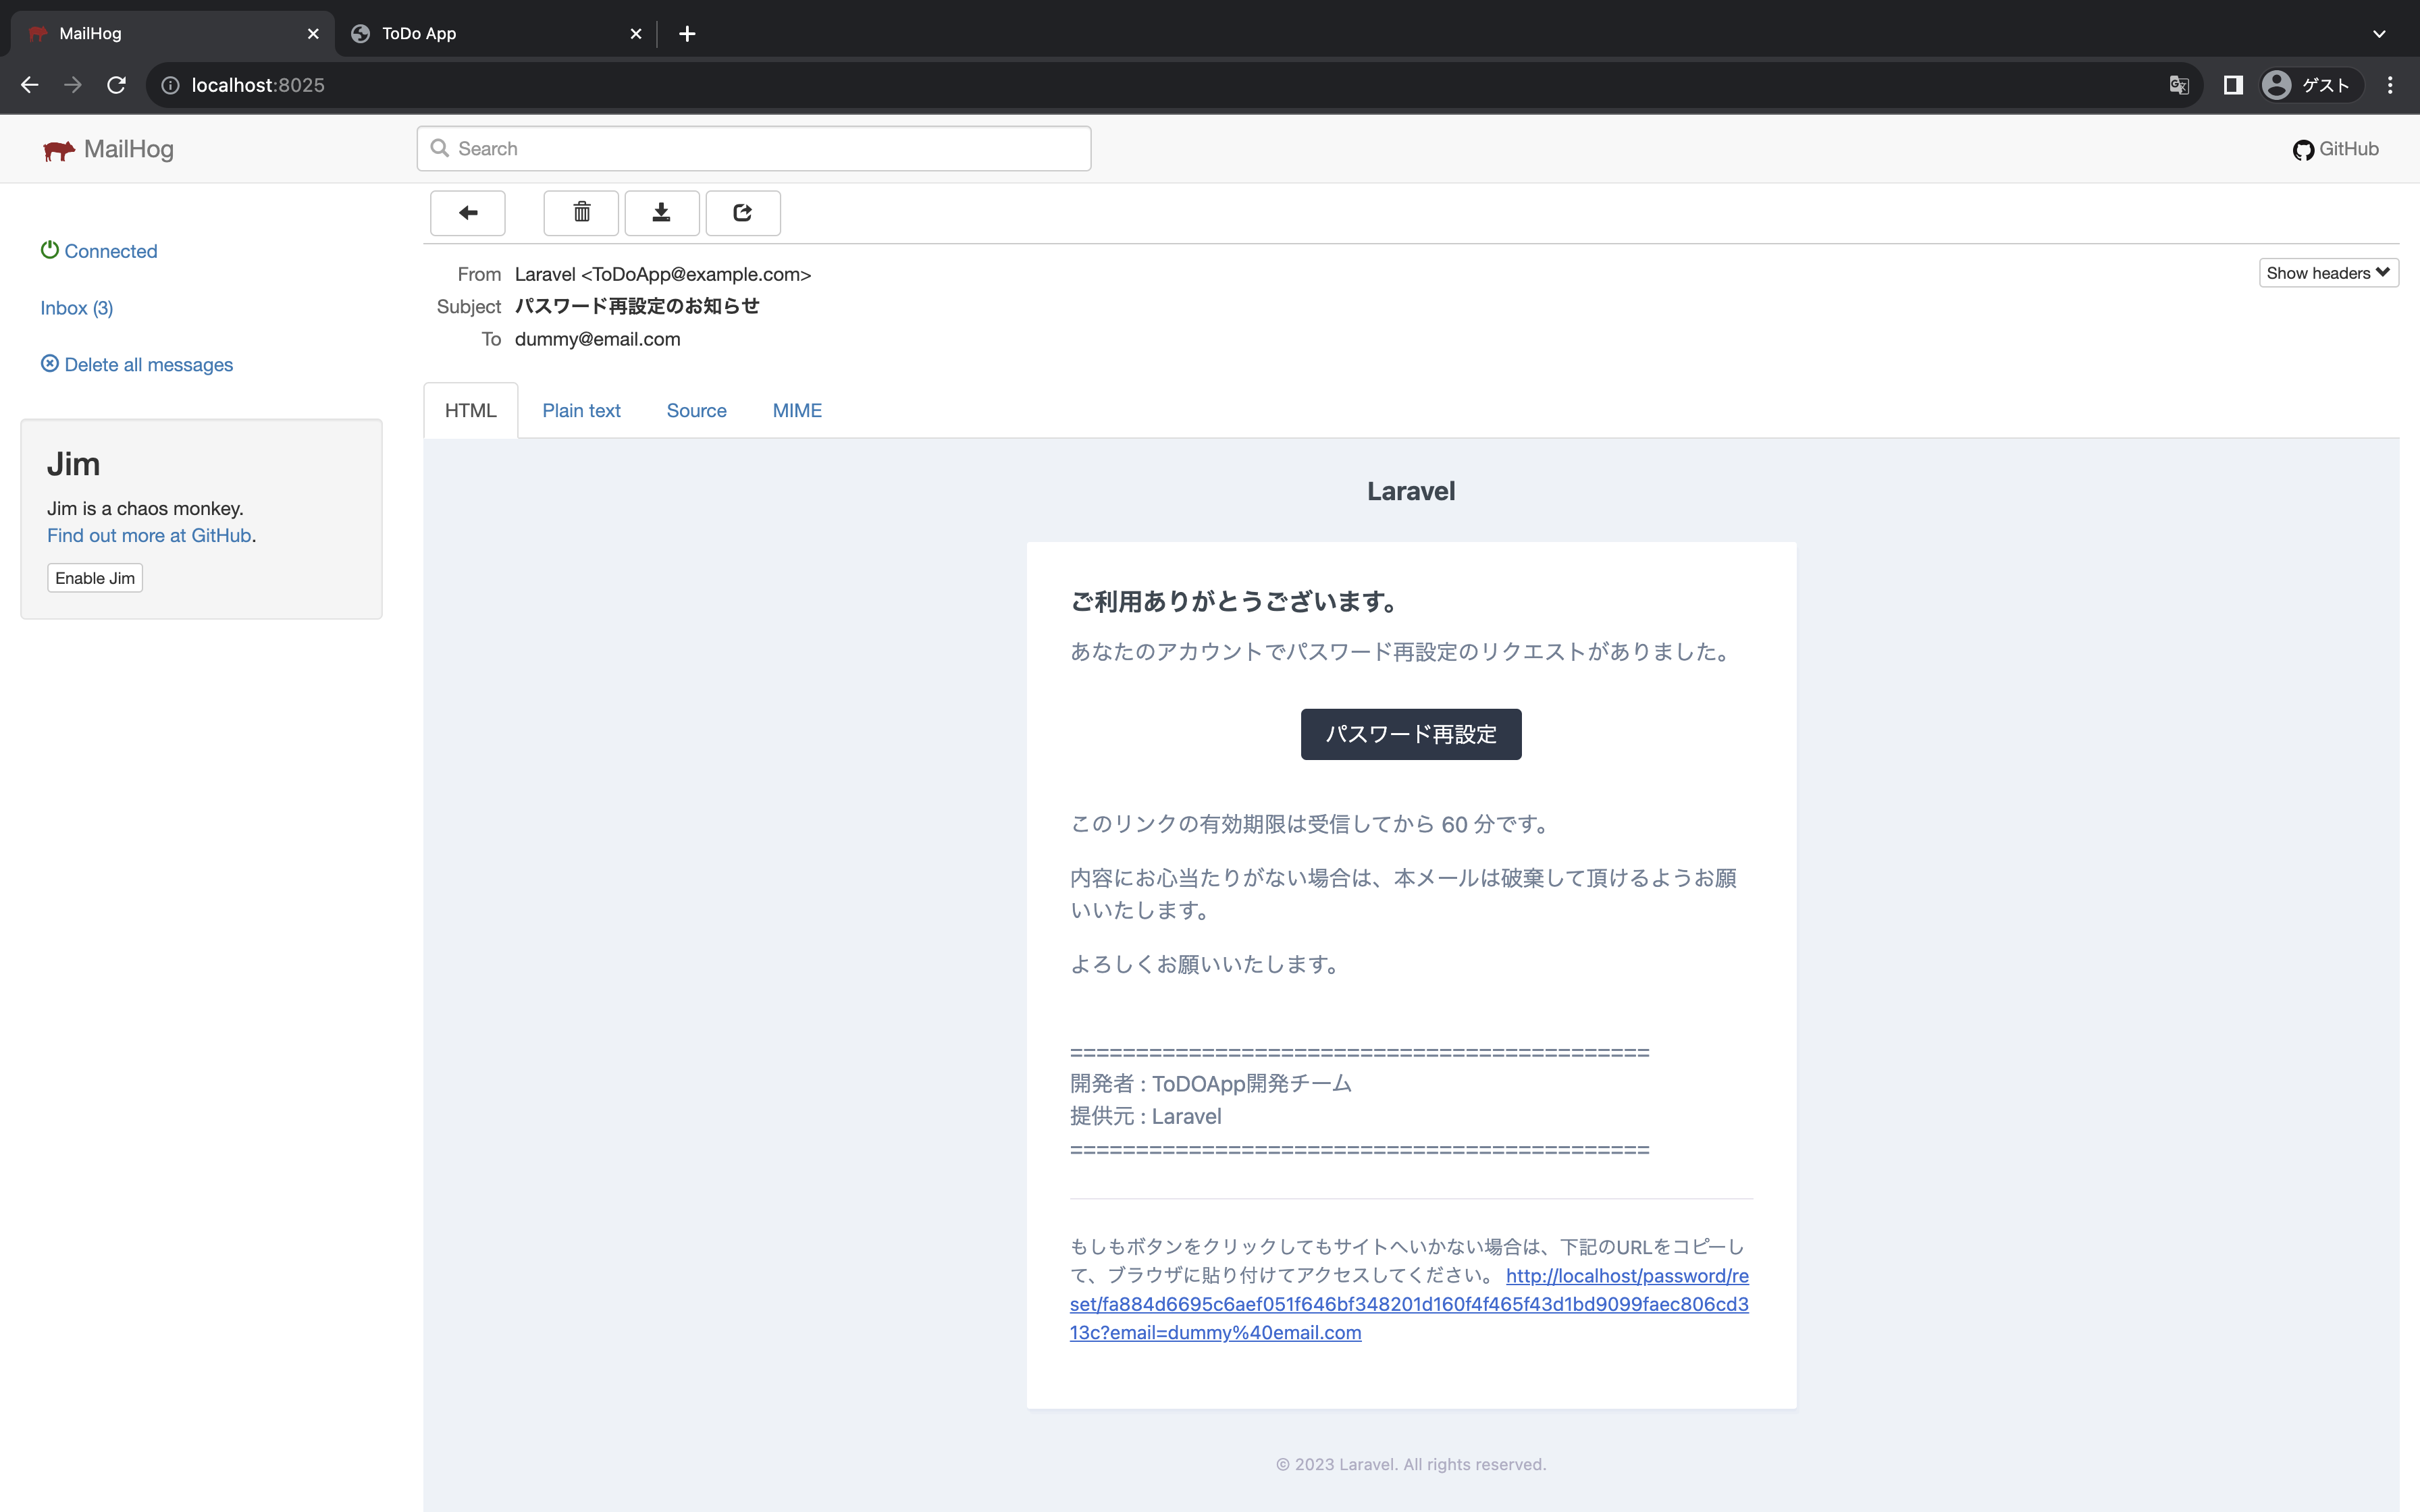 MailHog
ToDo App
localhost:8025
ゲスト
MailHog
Search
GitHub
Connected
Inbox (3)
Delete all messages
Jim
Jim is a chaos monkey.
Find out more at GitHub.
Enable Jim
From Laravel <ToDoApp@example.com>
Show headers
Subject パスワード再設定のお知らせ
To dummy@email.com
HTML Plain text Source MIME
Laravel
ご利用ありがとうございます。
あなたのアカウントでパスワード再設定のリクエストがありました。
パスワード再設定
このリンクの有効期限は受信してから 60 分です。
内容にお心当たりがない場合は、本メールは破棄して頂けるようお願
いいたします。
よろしくお願いいたします。
============================================
開発者 : ToDOApp開発チーム
提供元 : Laravel
============================================
もしもボタンをクリックしてもサイトへいかない場合は、下記のURLをコピーし
て、ブラウザに貼り付けてアクセスしてください。 http://localhost/password/re
set/fa884d6695c6aef051f646bf348201d160f4f465f43d1bd9099faec806cd3
13c?email=dummy%40email.com
© 2023 Laravel. All rights reserved.